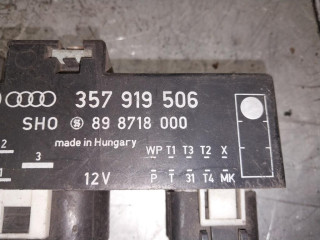 357 919 506
SHO S 89 8718 000
made in Hungary
2
3
1
WP T1 T3 T2 X
12V
P T 31 T4 MK